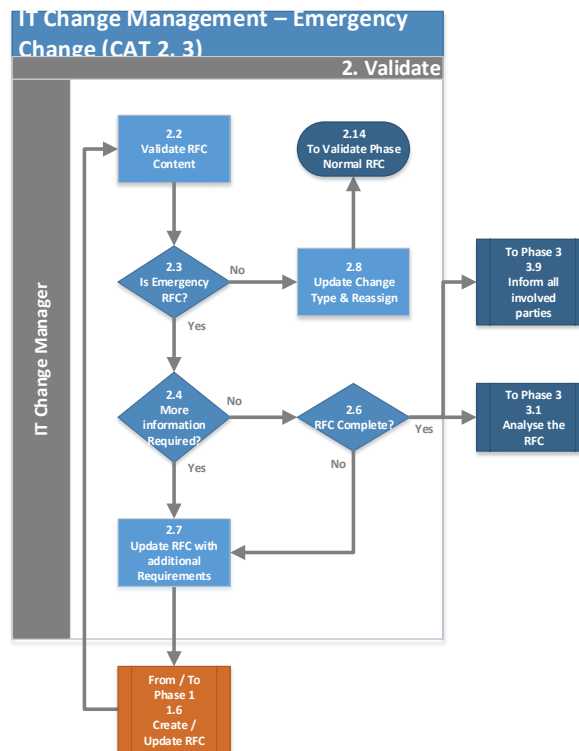 IT Change Management – Emergency
Change (CAT 2, 3)
2. Validate
IT Change Manager
2.2
Validate RFC
Content
2.14
To Validate Phase
Normal RFC
2.3
Is Emergency
RFC?
No
Yes
2.8
Update Change
Type & Reassign
To Phase 3
3.9
Inform all
involved
parties
2.4
More
information
Required?
No
Yes
2.6
RFC Complete?
Yes
No
To Phase 3
3.1
Analyse the
RFC
2.7
Update RFC with
additional
Requirements
From / To
Phase 1
1.6
Create /
Update RFC